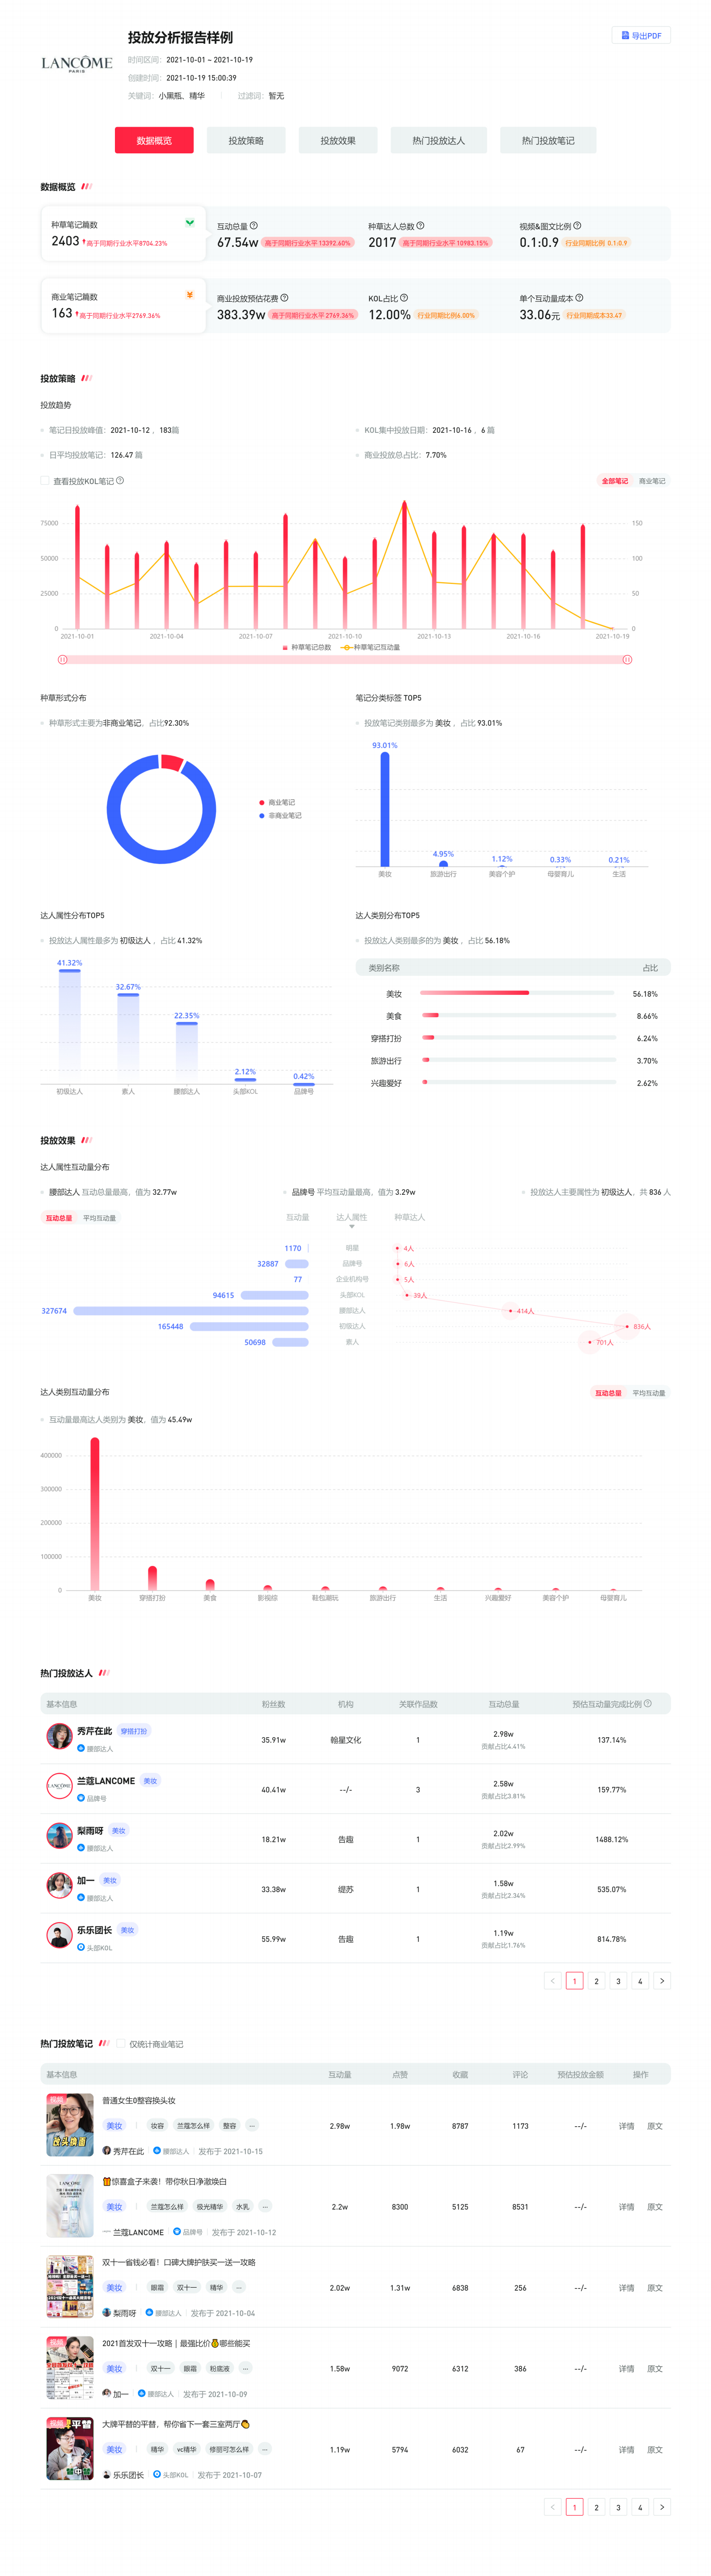 投放分析报告样例
导出PDF
LANCÔME
PARIS
时间区间： 2021-10-01 ~ 2021-10-19
创建时间： 2021-10-19 15:00:39
关键词： 小黑瓶、精华 过滤词： 暂无
数据概览 投放策略 投放效果 热门投放达人 热门投放笔记
数据概览
种草笔记篇数 互动总量 种草达人总数 视频&图文比例
2403 高于同期行业水平8704.23% 67.54w 高于同期行业水平 13392.60% 2017 高于同期行业水平 10983.15% 0.1:0.9 行业同期比例 0.1:0.9
商业笔记篇数 商业投放预估花费 KOL占比 单个互动量成本
163 高于同期行业水平2769.36% 383.39w 高于同期行业水平 2769.36% 12.00% 行业同期比例6.00% 33.06元 行业同期成本33.47
投放策略
投放趋势
笔记日投放峰值：2021-10-12 ，183篇 KOL集中投放日期：2021-10-16 ，6 篇
日平均投放笔记：126.47 篇 商业投放总占比：7.70%
查看投放KOL笔记 全部笔记 商业笔记
75000 150
50000 100
25000 50
0 0
2021-10-01 2021-10-04 2021-10-07 2021-10-10 2021-10-13 2021-10-16 2021-10-19
种草笔记总数 种草笔记互动量
种草形式分布 笔记分类标签 TOP5
种草形式主要为非商业笔记，占比92.30% 投放笔记类别最多为 美妆 ，占比 93.01%
商业笔记
非商业笔记
93.01% 4.95% 1.12% 0.33% 0.21%
美妆 旅游出行 美容个护 母婴育儿 生活
达人属性分布TOP5 达人类别分布TOP5
投放达人属性最多为 初级达人 ，占比 41.32% 投放达人类别最多的为 美妆 ，占比 56.18%
41.32% 32.67% 22.35% 2.12% 0.42%
初级达人 素人 腰部达人 头部KOL 品牌号
类别名称 占比
美妆 56.18%
美食 8.66%
穿搭打扮 6.24%
旅游出行 3.70%
兴趣爱好 2.62%
投放效果
达人属性互动量分布
腰部达人 互动总量最高，值为 32.77w 品牌号 平均互动量最高，值为 3.29w 投放达人主要属性为 初级达人，共 836 人
互动总量 平均互动量 互动量 达人属性 种草达人
1170 明星 4人
32887 品牌号 6人
77 企业机构号 5人
94615 头部KOL 39人
327674 腰部达人 414人
165448 初级达人 836人
50698 素人 701人
达人类别互动量分布 互动总量 平均互动量
互动量最高达人类别为 美妆，值为 45.49w
400000
300000
200000
100000
0
美妆 穿搭打扮 美食 影视综 鞋包潮玩 旅游出行 生活 兴趣爱好 美容个护 母婴育儿
热门投放达人
基本信息 粉丝数 机构 关联作品数 互动总量 预估互动量完成比例
秀芹在此 穿搭打扮 腰部达人 35.91w 翰星文化 1 2.98w 贡献占比4.41% 137.14%
兰蔻LANCOME 美妆 品牌号 40.41w --/-- 3 2.58w 贡献占比3.81% 159.77%
梨雨呀 美妆 腰部达人 18.21w 告趣 1 2.02w 贡献占比2.99% 1488.12%
加一 美妆 腰部达人 33.38w 缇苏 1 1.58w 贡献占比2.34% 535.07%
乐乐团长 美妆 头部KOL 55.99w 告趣 1 1.19w 贡献占比1.76% 814.78%
1 2 3 4
热门投放笔记 仅统计商业笔记
基本信息 互动量 点赞 收藏 评论 预估投放金额 操作
普通女生0整容换头妆
美妆 妆容 兰蔻怎么样 整容 ... 2.98w 1.98w 8787 1173 --/-- 详情 原文
秀芹在此 腰部达人 发布于 2021-10-15
惊喜盒子来袭！带你秋日净澈焕白
美妆 兰蔻怎么样 极光精华 水乳 ... 2.2w 8300 5125 8531 --/-- 详情 原文
兰蔻LANCOME 品牌号 发布于 2021-10-12
双十一省钱必看！口碑大牌护肤买一送一攻略
美妆 眼霜 双十一 精华 ... 2.02w 1.31w 6838 256 --/-- 详情 原文
梨雨呀 腰部达人 发布于 2021-10-04
2021首发双十一攻略｜最强比价哪些能买
美妆 双十一 眼霜 粉底液 ... 1.58w 9072 6312 386 --/-- 详情 原文
加一 腰部达人 发布于 2021-10-09
大牌平替的平替，帮你省下一套三室两厅
美妆 精华 vc精华 修丽可怎么样 ... 1.19w 5794 6032 67 --/-- 详情 原文
乐乐团长 头部KOL 发布于 2021-10-07
1 2 3 4